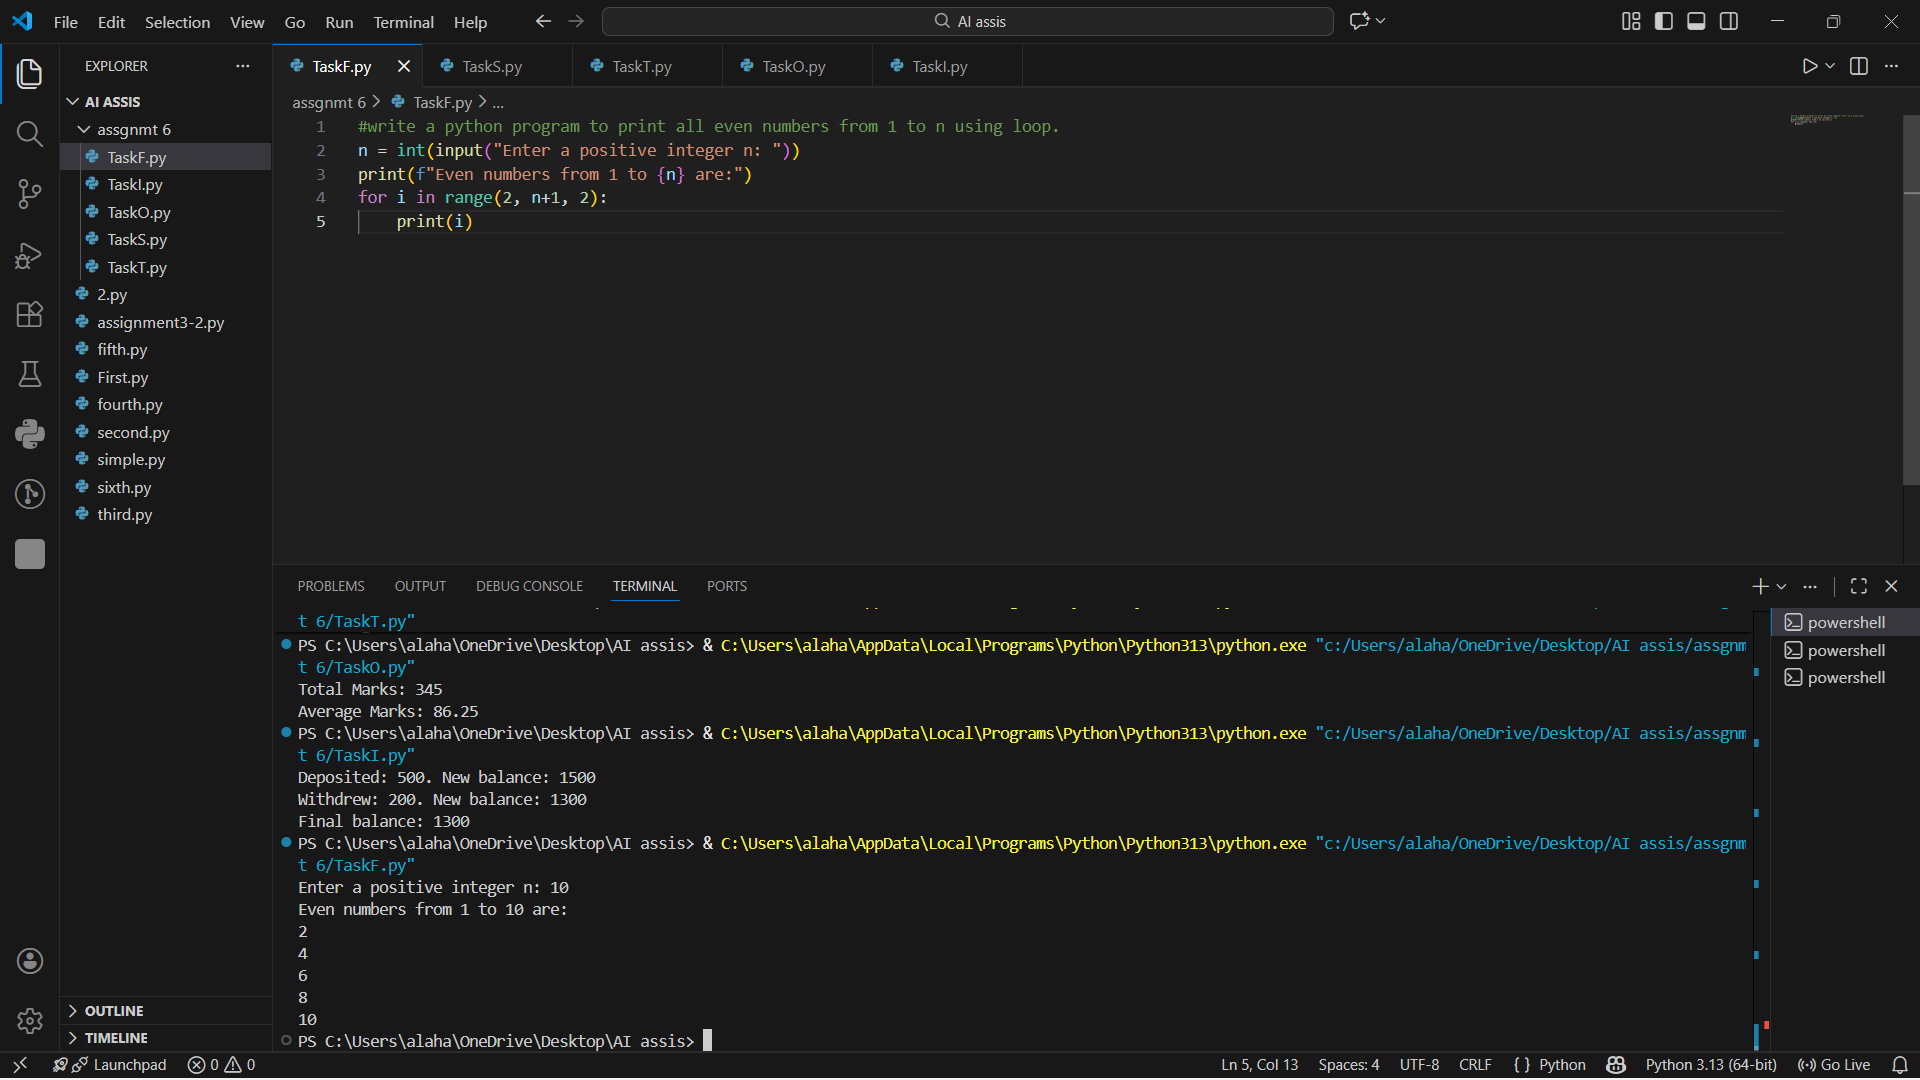 File Edit Selection View Go Run Terminal Help
AI assis
EXPLORER
AI ASSIS
assgnmt 6
TaskF.py
TaskI.py
TaskO.py
TaskS.py
TaskT.py
2.py
assignment3-2.py
fifth.py
First.py
fourth.py
second.py
simple.py
sixth.py
third.py
OUTLINE
TIMELINE
TaskF.py TaskS.py TaskT.py TaskO.py TaskI.py
assgnmt 6 > TaskF.py > ...
1 #write a python program to print all even numbers from 1 to n using loop.
2 n = int(input("Enter a positive integer n: "))
3 print(f"Even numbers from 1 to {n} are:")
4 for i in range(2, n+1, 2):
5     print(i)
PROBLEMS OUTPUT DEBUG CONSOLE TERMINAL PORTS
t 6/TaskT.py"
PS C:\Users\alaha\OneDrive\Desktop\AI assis> & C:\Users\alaha\AppData\Local\Programs\Python\Python313\python.exe "c:/Users/alaha/OneDrive/Desktop/AI assis/assgnm
t 6/TaskO.py"
Total Marks: 345
Average Marks: 86.25
PS C:\Users\alaha\OneDrive\Desktop\AI assis> & C:\Users\alaha\AppData\Local\Programs\Python\Python313\python.exe "c:/Users/alaha/OneDrive/Desktop/AI assis/assgnm
t 6/TaskI.py"
Deposited: 500. New balance: 1500
Withdrew: 200. New balance: 1300
Final balance: 1300
PS C:\Users\alaha\OneDrive\Desktop\AI assis> & C:\Users\alaha\AppData\Local\Programs\Python\Python313\python.exe "c:/Users/alaha/OneDrive/Desktop/AI assis/assgnm
t 6/TaskF.py"
Enter a positive integer n: 10
Even numbers from 1 to 10 are:
2
4
6
8
10
PS C:\Users\alaha\OneDrive\Desktop\AI assis>
powershell
powershell
powershell
Launchpad 0 0 Ln 5, Col 13 Spaces: 4 UTF-8 CRLF {} Python Python 3.13 (64-bit) Go Live